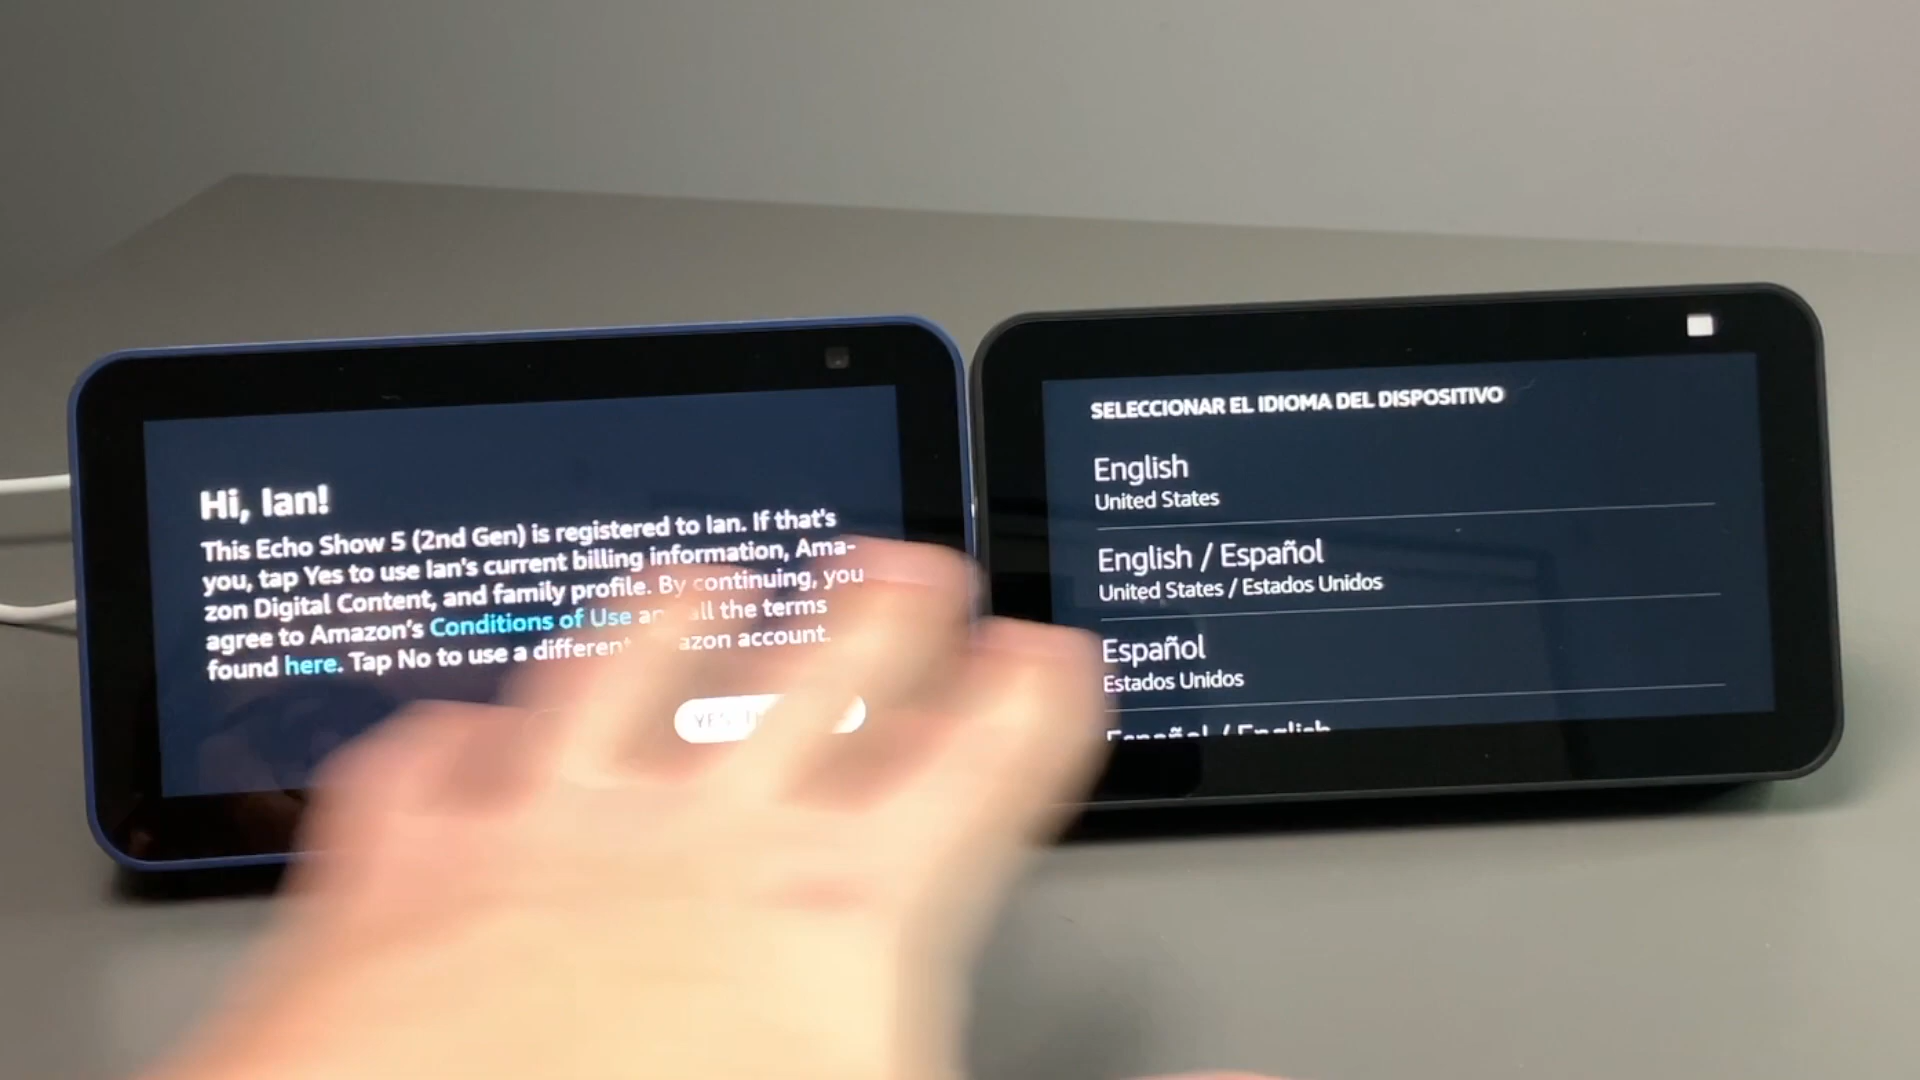 Hi, Ian!
This Echo Show 5 (2nd Gen) is registered to Ian. If that's
you, tap Yes to use Ian's current billing information, Ama-
zon Digital Content, and family profile. By continuing, you
agree to Amazon's Conditions of Use all the terms
found here. Tap No to use a account.
YES
SELECCIONAR EL IDIOMA DEL DISPOSITIVO
English
United States
English / Español
United States / Estados Unidos
Español
Estados Unidos
Español / English